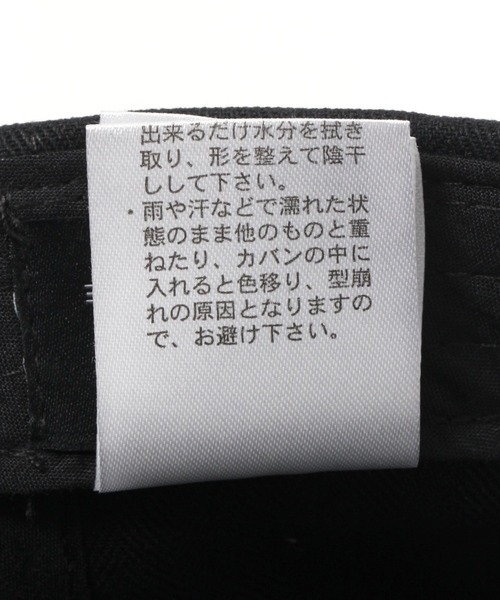 出来るだけ水分を拭き
取り、形を整えて陰干
しして下さい。
・雨や汗などで濡れた状
態のまま他のものと重
ねたり、カバンの中に
入れると色移り、型崩
れの原因となりますの
で、お避け下さい。